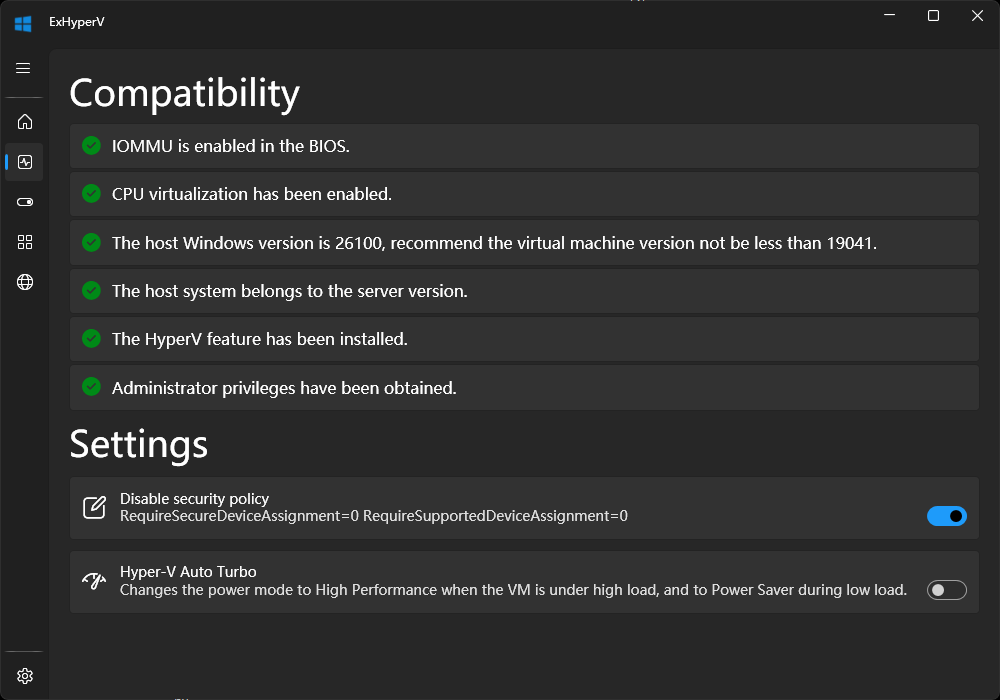 ExHyperV
Compatibility
IOMMU is enabled in the BIOS.
CPU virtualization has been enabled.
The host Windows version is 26100, recommend the virtual machine version not be less than 19041.
The host system belongs to the server version.
The HyperV feature has been installed.
Administrator privileges have been obtained.
Settings
Disable security policy
RequireSecureDeviceAssignment=0 RequireSupportedDeviceAssignment=0
Hyper-V Auto Turbo
Changes the power mode to High Performance when the VM is under high load, and to Power Saver during low load.